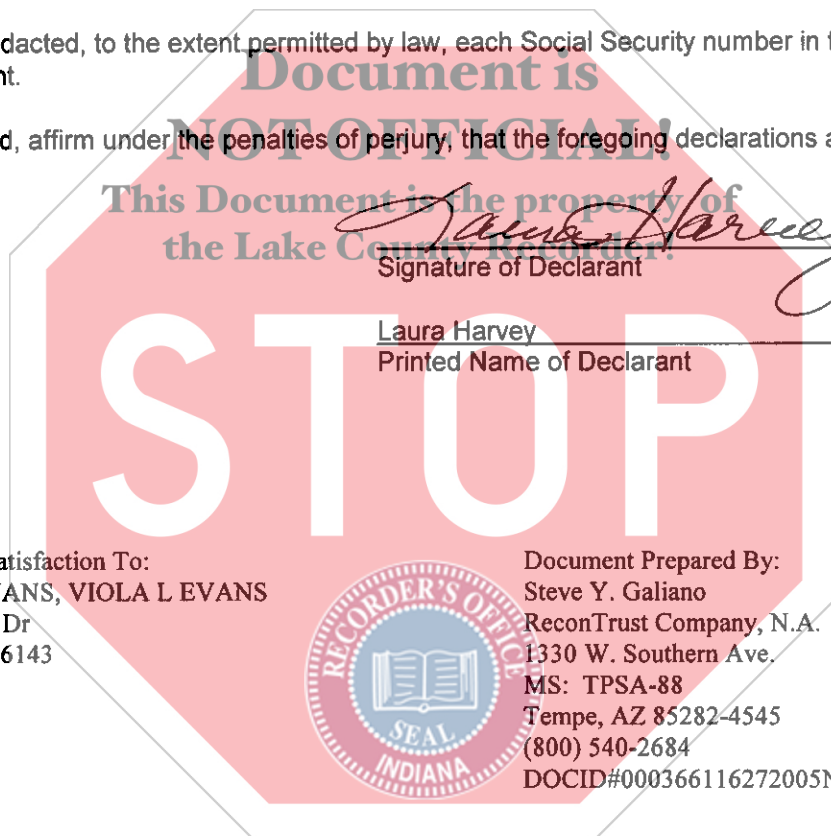 dacted, to the extent permitted by law, each Social Security number in t
nt.
d, affirm under the penalties of perjury, that the foregoing declarations a
Document is
NOT OFFICIAL!
This Document is the property of
the Lake County Recorder!
Laura Harvey
Signature of Declarant
Laura Harvey
Printed Name of Declarant
STOP
atisfaction To:
VANS, VIOLA L EVANS
Dr
6143
RECORDER'S OFFICE
SEAL
INDIANA
Document Prepared By:
Steve Y. Galiano
ReconTrust Company, N.A.
1330 W. Southern Ave.
MS: TPSA-88
Tempe, AZ 85282-4545
(800) 540-2684
DOCID#000366116272005N